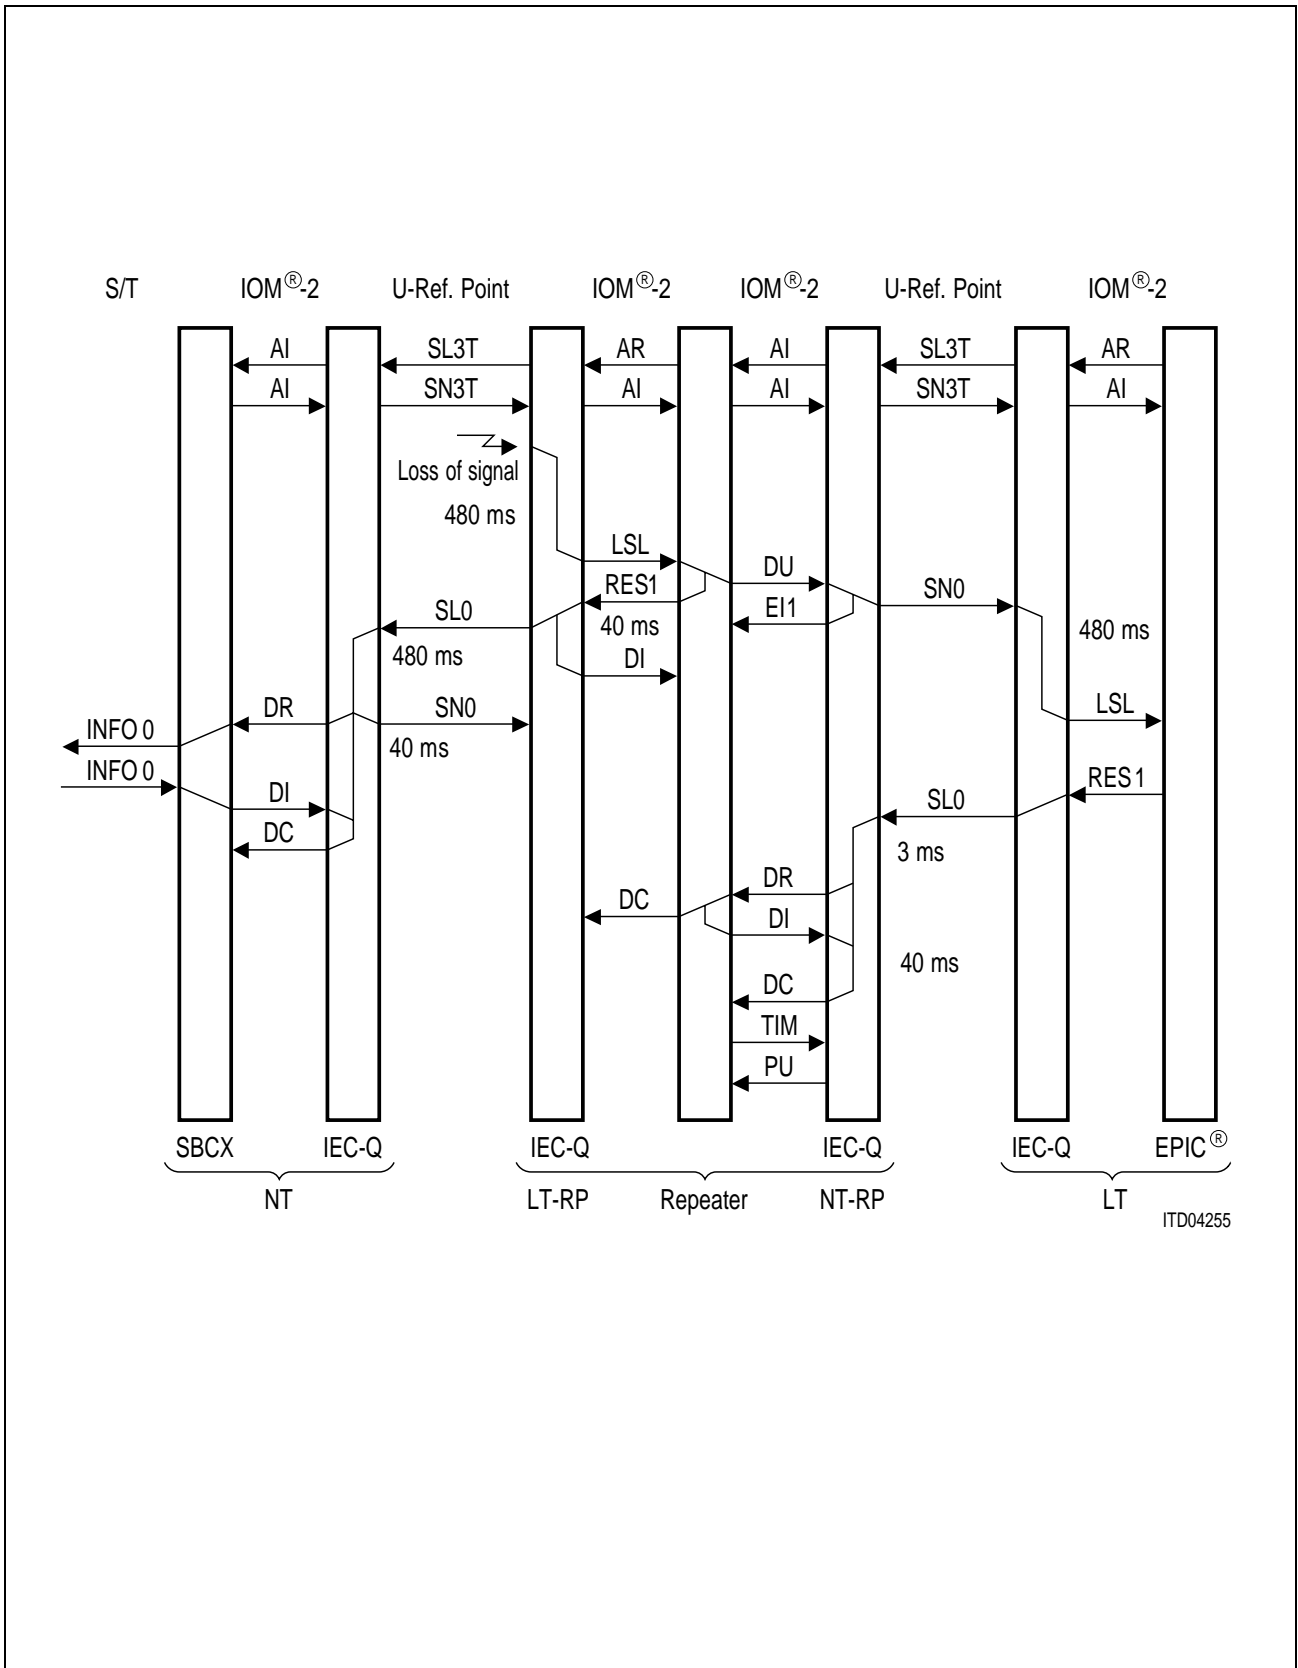 S/T IOM®-2 U-Ref. Point IOM®-2 IOM®-2 U-Ref. Point IOM®-2
AI SL3T AR AI SL3T AR
AI SN3T AI AI SN3T AI
Loss of signal
480 ms
LSL
DU
RES1
SN0
EI1
SL0
40 ms
480 ms
480 ms
DI
DR
SN0
LSL
INFO 0
40 ms
INFO 0
RES1
DI
SL0
DC
3 ms
DR
DC
DI
40 ms
DC
TIM
PU
SBCX IEC-Q IEC-Q IEC-Q IEC-Q EPIC®
NT LT-RP Repeater NT-RP LT
ITD04255